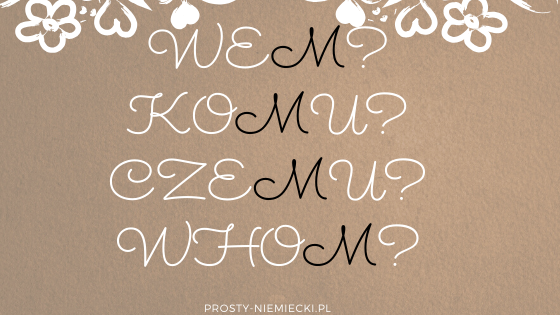 WEM?
KOMU?
CZEMU?
WHOM?
PROSTY-NIEMIECKI.PL